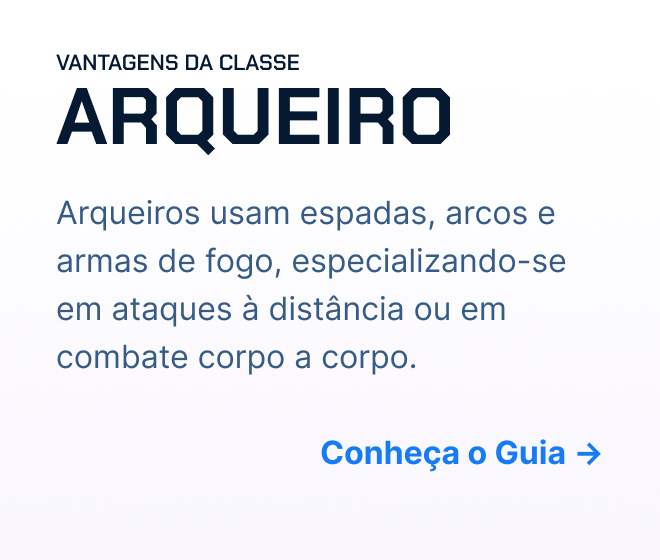 VANTAGENS DA CLASSE
ARQUEIRO
Arqueiros usam espadas, arcos e
armas de fogo, especializando-se
em ataques à distância ou em
combate corpo a corpo.
Conheça o Guia →